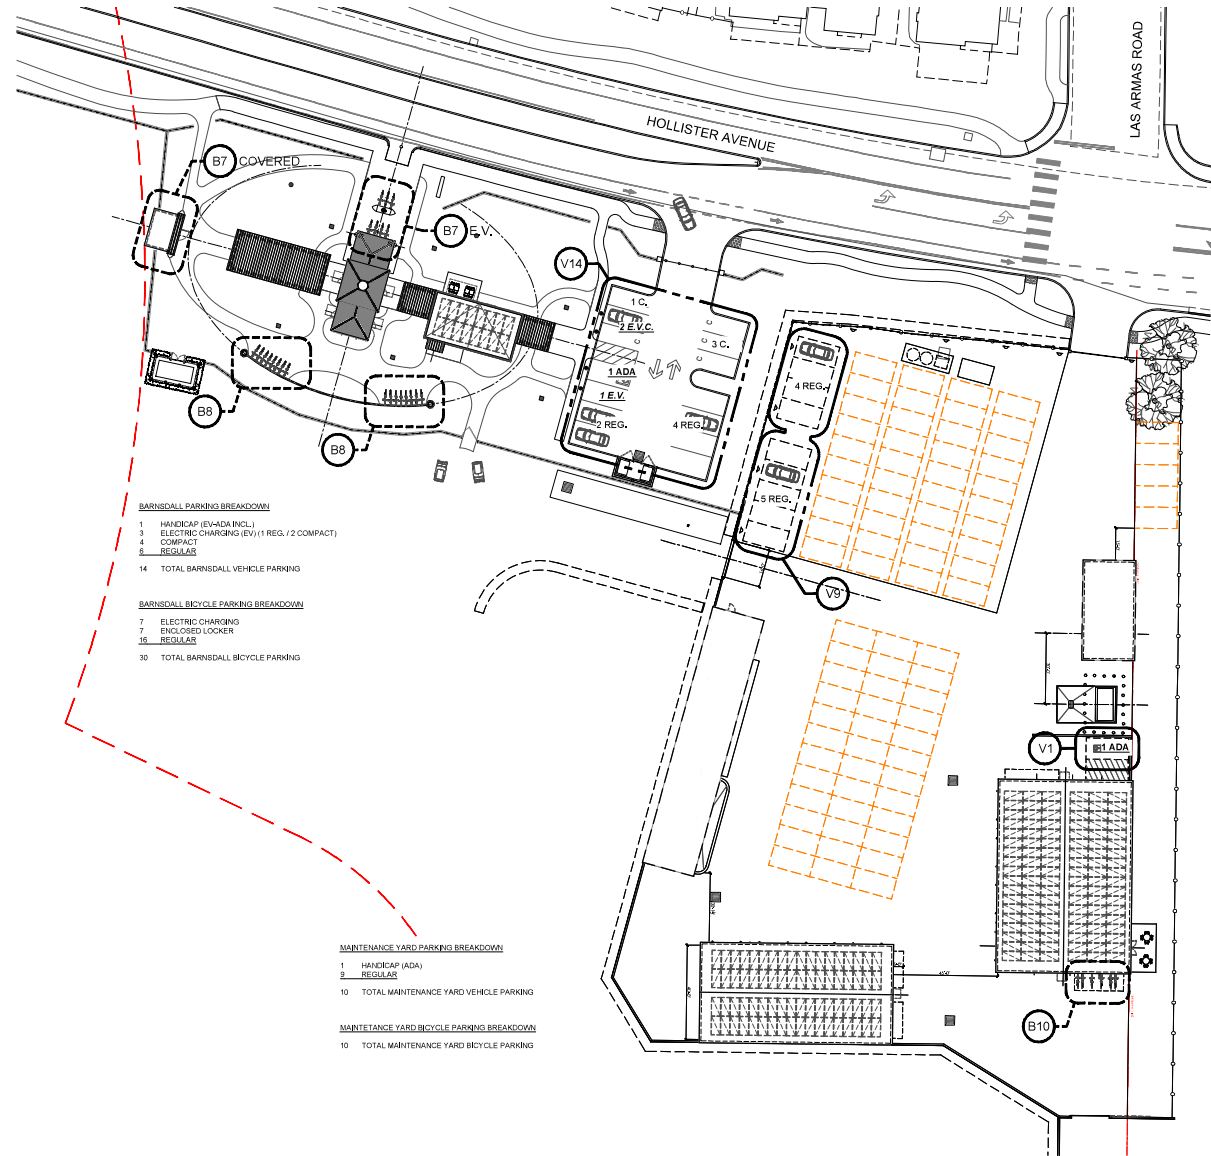 LAS ARMAS ROAD
HOLLISTER AVENUE
B7 COVERED
B7 E.V.
V14
1 C.
2 E.V.C.
3 C.
1 ADA
1 E.V.
2 REG.
4 REG.
4 REG.
5 REG.
B8
B8
V9
BARNSDALL PARKING BREAKDOWN
1 HANDICAP (EV-ADA INCL.)
3 ELECTRIC CHARGING (EV) (1 REG. / 2 COMPACT)
4 COMPACT
6 REGULAR
14 TOTAL BARNSDALL VEHICLE PARKING
BARNSDALL BICYCLE PARKING BREAKDOWN
7 ELECTRIC CHARGING
7 ENCLOSED LOCKER
16 REGULAR
30 TOTAL BARNSDALL BICYCLE PARKING
V1
1 ADA
MAINTENANCE YARD PARKING BREAKDOWN
1 HANDICAP (ADA)
9 REGULAR
10 TOTAL MAINTENANCE YARD VEHICLE PARKING
MAINTETANCE YARD BICYCLE PARKING BREAKDOWN
10 TOTAL MAINTENANCE YARD BICYCLE PARKING
B10